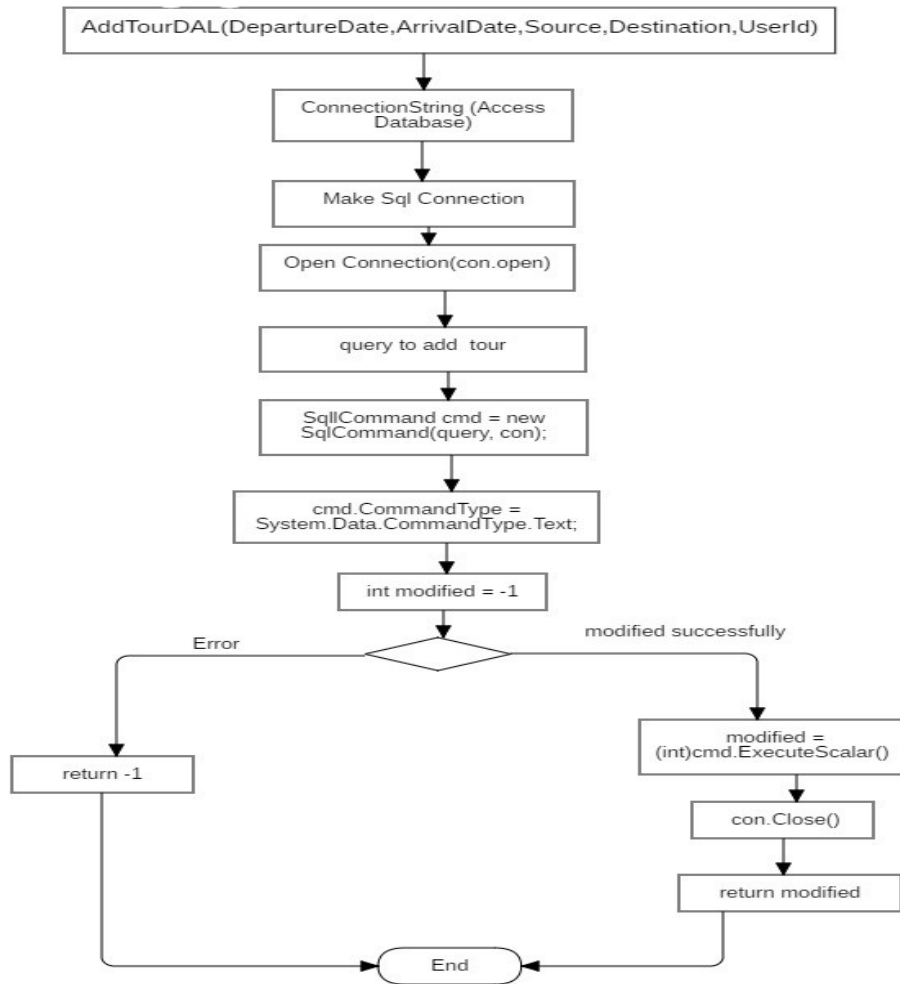 AddTourDAL(DepartureDate,ArrivalDate,Source,Destination,UserId)
ConnectionString (Access
Database)
Make Sql Connection
Open Connection(con.open)
query to add  tour
SqllCommand cmd = new
SqlCommand(query, con);
cmd.CommandType =
System.Data.CommandType.Text;
int modified = -1
Error
modified successfully
return -1
modified =
(int)cmd.ExecuteScalar()
con.Close()
return modified
End